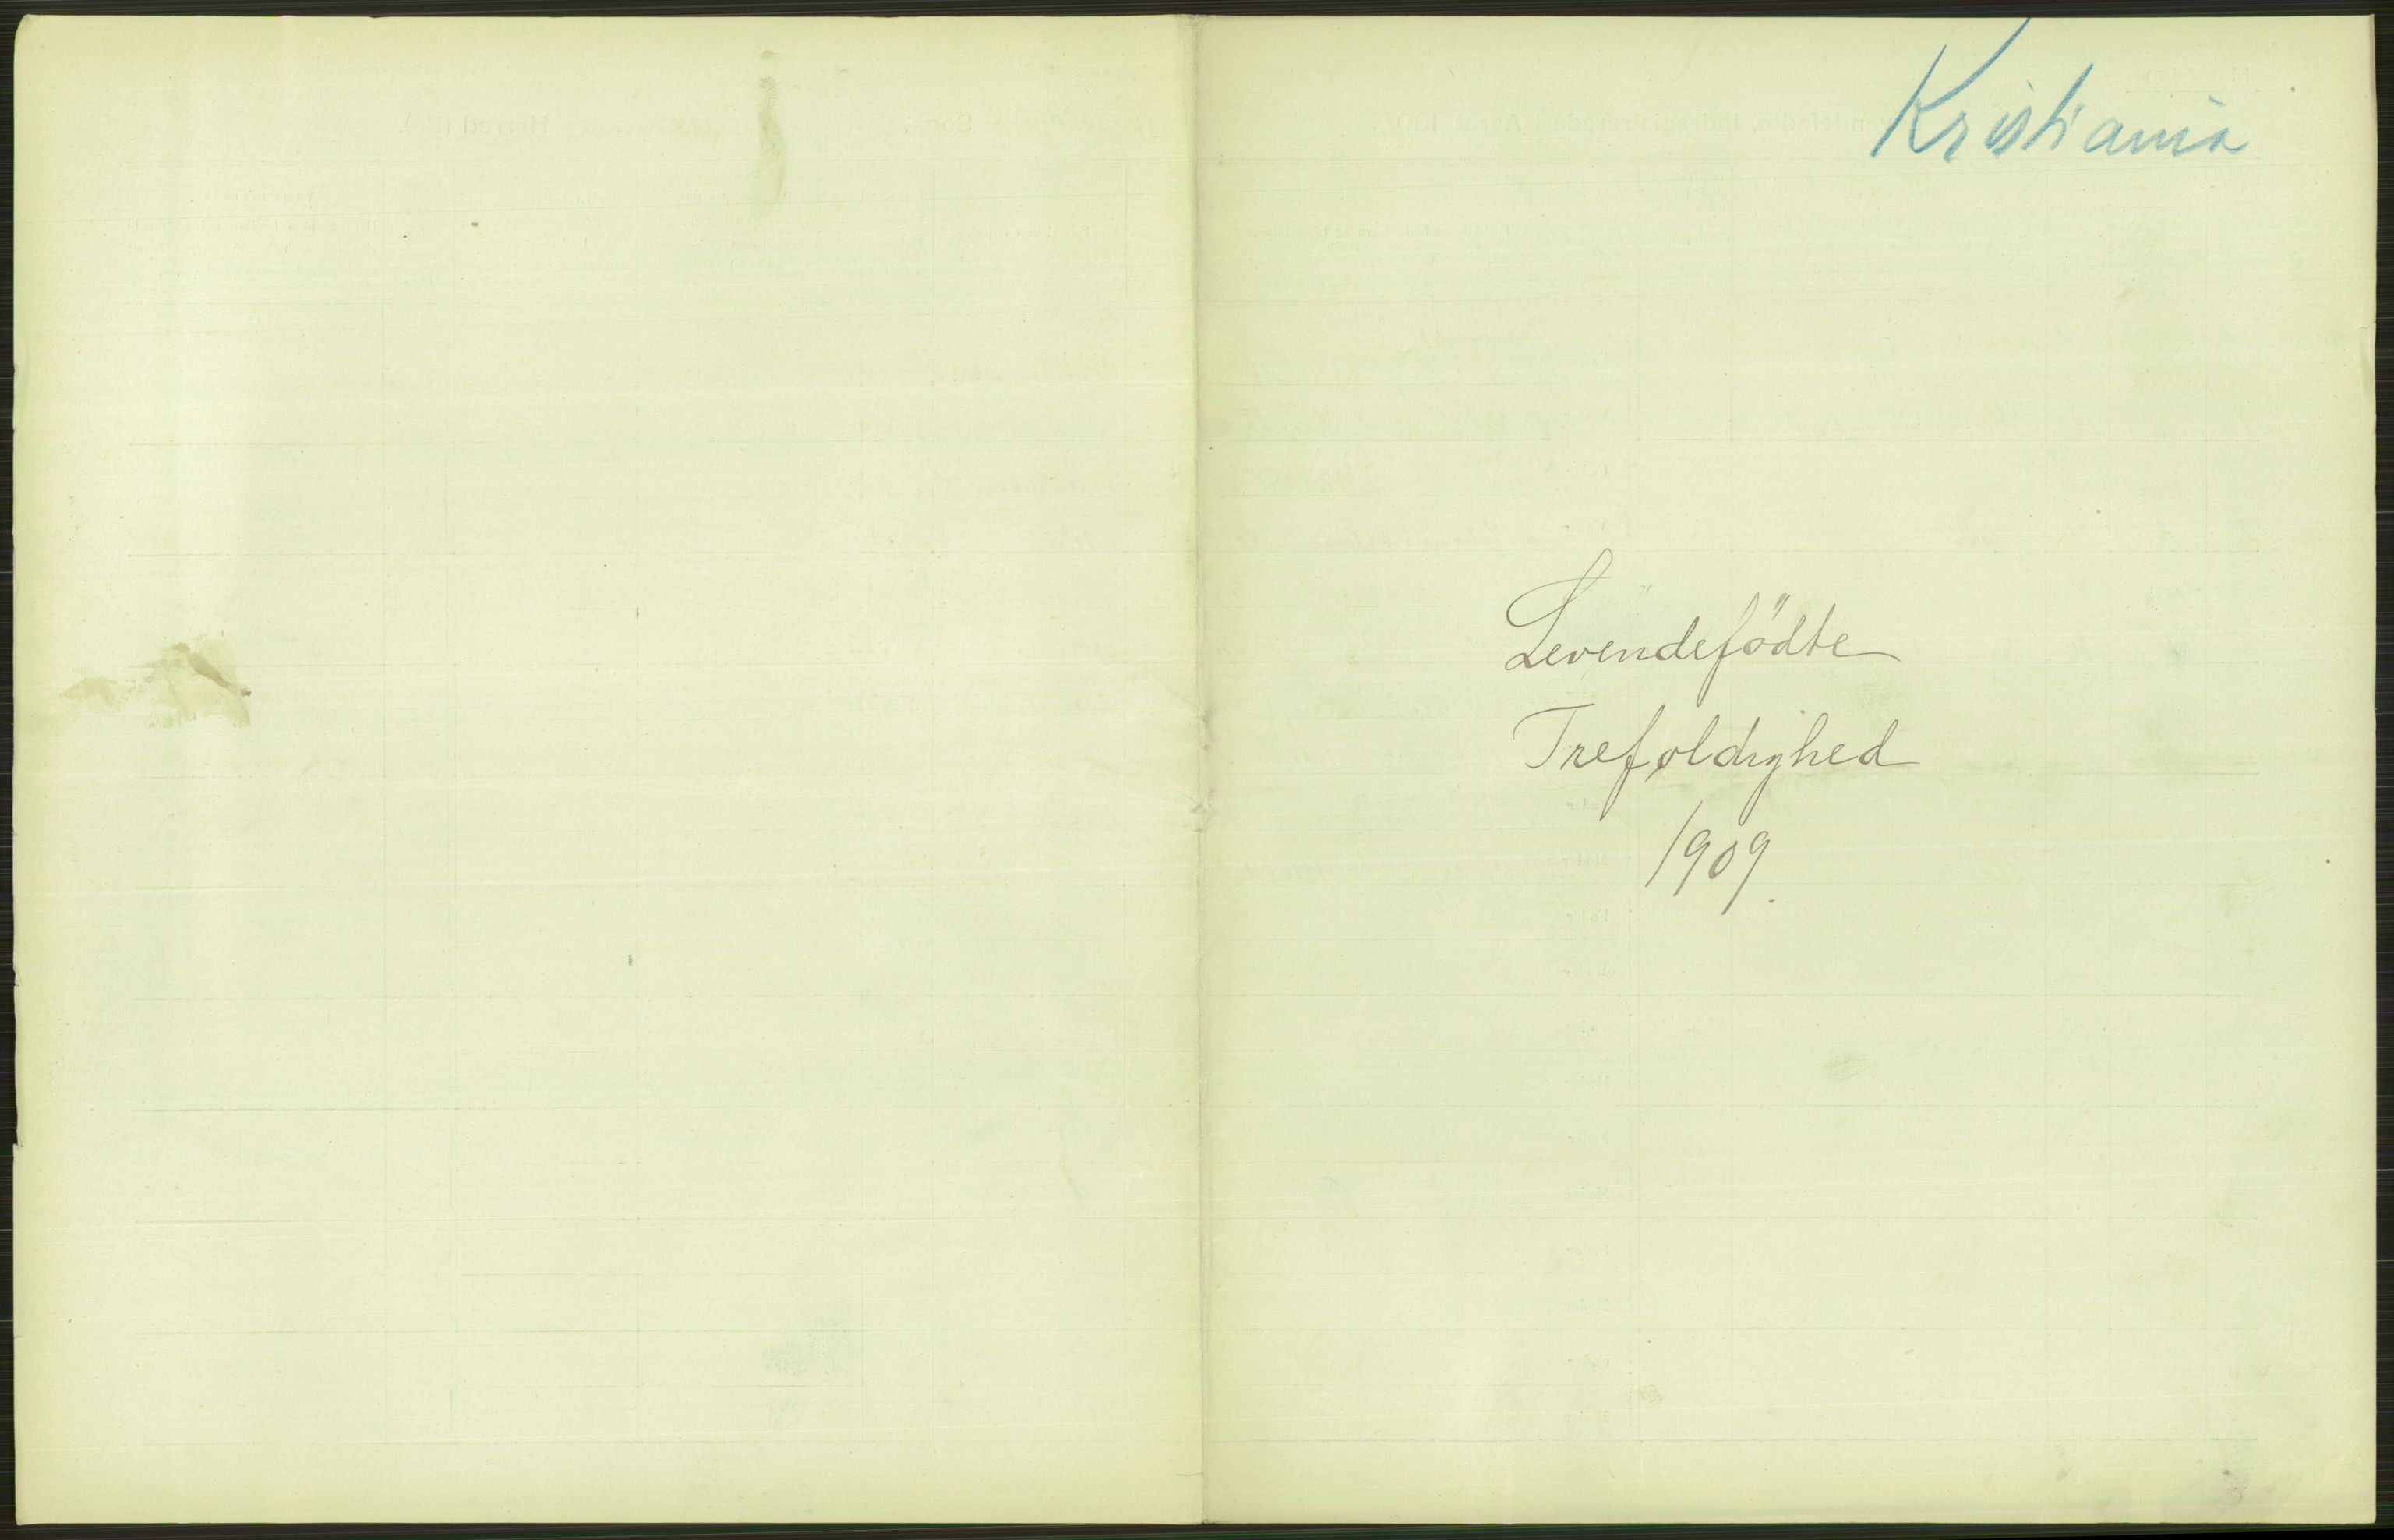 Kristiania
Levendefödte
Trefoldighed
1909.